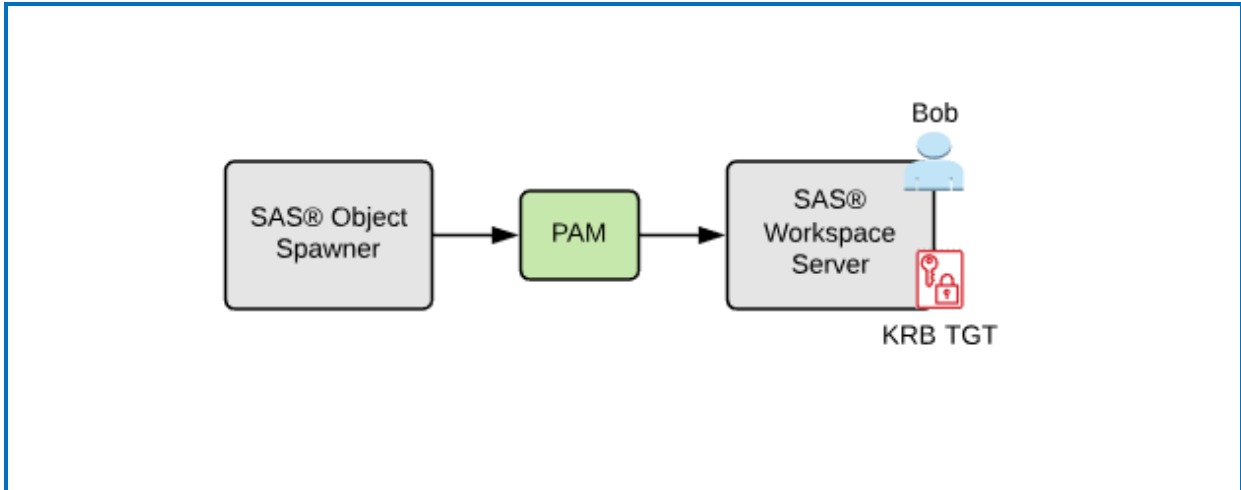 Bob
SAS® Object
Spawner
PAM
SAS®
Workspace
Server
KRB TGT